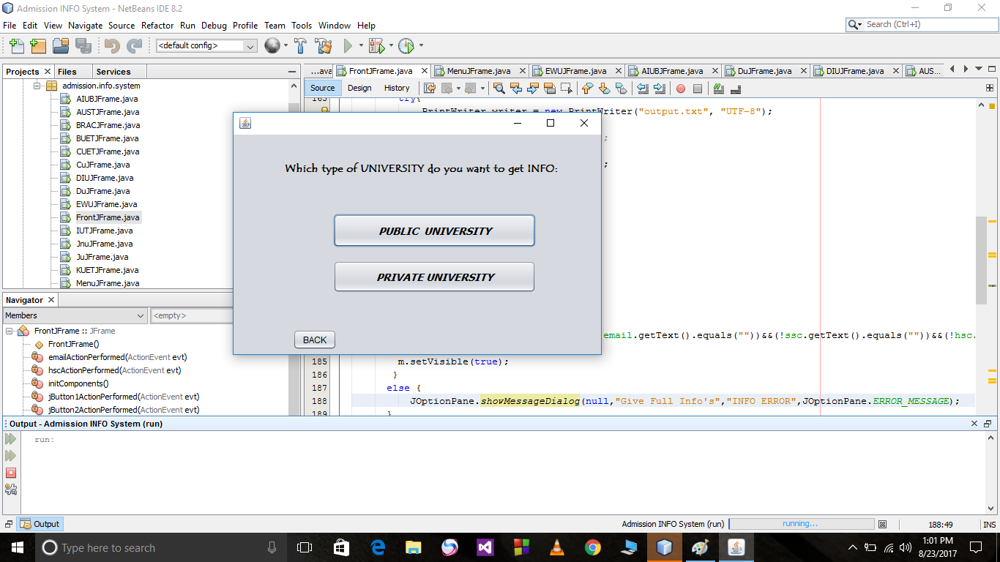 Admission INFO System - NetBeans IDE 8.2
File Edit View Navigate Source Refactor Run Debug Profile Team Tools Window Help
Search (Ctrl+I)
<default config>
Projects Files Services
...ava FrontJFrame.java MenuJFrame.java EWUJFrame.java AIUBJFrame.java DuJFrame.java DIUJFrame.java AUS...
Source Design History
admission.info.system
AIUBJFrame.java
AUSTJFrame.java
BRACJFrame.java
BUETJFrame.java
CUETJFrame.java
CuJFrame.java
DIUJFrame.java
DuJFrame.java
EWUJFrame.java
FrontJFrame.java
IUTJFrame.java
JnuJFrame.java
JuJFrame.java
KUETJFrame.java
MenuJFrame.java
try{
PrintWriter writer = new PrintWriter("output.txt", "UTF-8");
;
;
Which type of UNIVERSITY do you want to get INFO:
PUBLIC UNIVERSITY
PRIVATE UNIVERSITY
BACK
email.getText().equals(""))&&(!ssc.getText().equals(""))&&(!hsc.
185 m.setVisible(true);
186 }
187 else {
188 JOptionPane.showMessageDialog(null,"Give Full Info's","INFO ERROR",JOptionPane.ERROR_MESSAGE);
189 }
Navigator
Members <empty>
FrontJFrame :: JFrame
FrontJFrame()
emailActionPerformed(ActionEvent evt)
hscActionPerformed(ActionEvent evt)
initComponents()
jButton1ActionPerformed(ActionEvent evt)
jButton2ActionPerformed(ActionEvent evt)
Output - Admission INFO System (run)
run:
Output
Admission INFO System (run) running... 188:49 INS
Type here to search
1:01 PM
8/23/2017